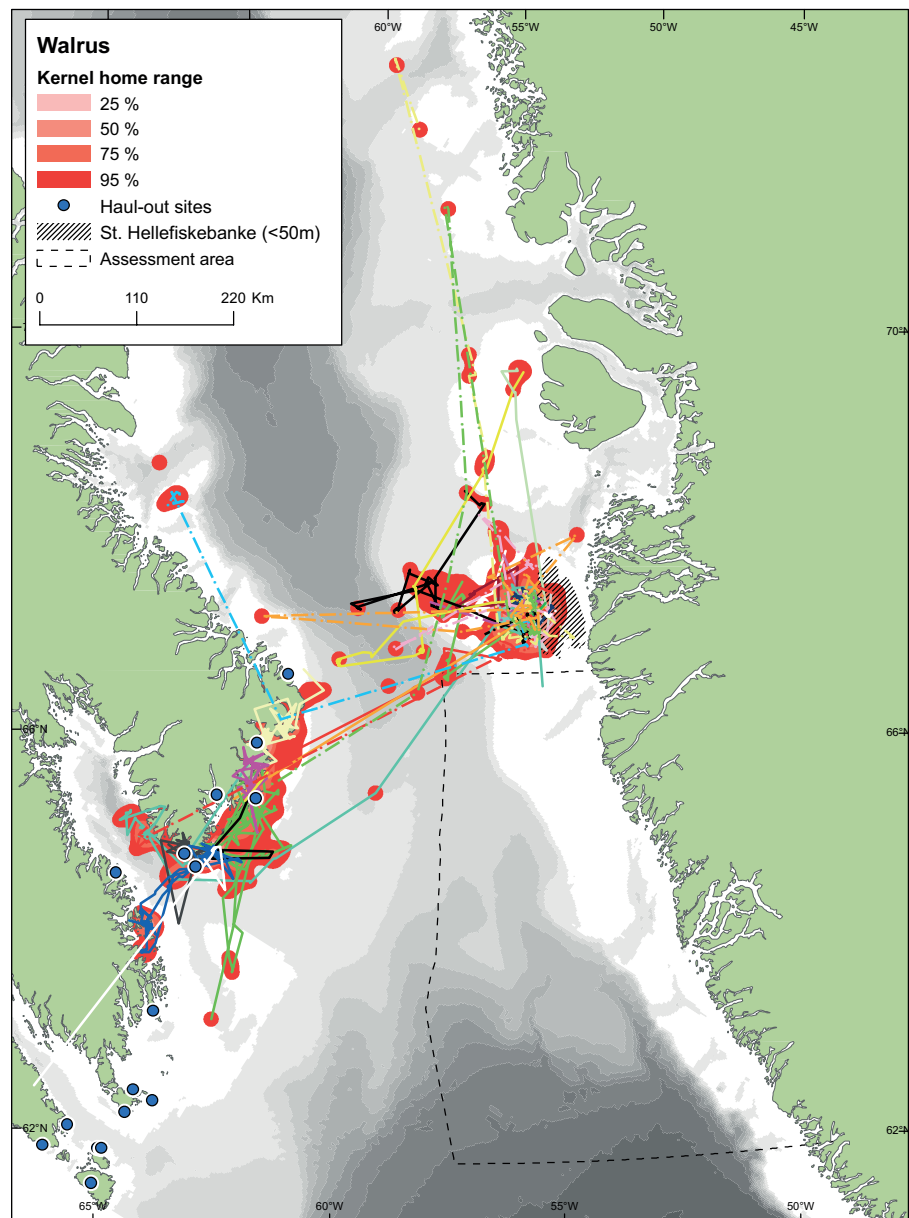 60°W
55°W
50°W
45°W
Walrus
Kernel home range
25 %
50 %
75 %
95 %
Haul-out sites
St. Hellefiskebanke (<50m)
Assessment area
0 110 220 Km
70°N
66°N
66°N
62°N
62°N
65°W
60°W
55°W
50°W